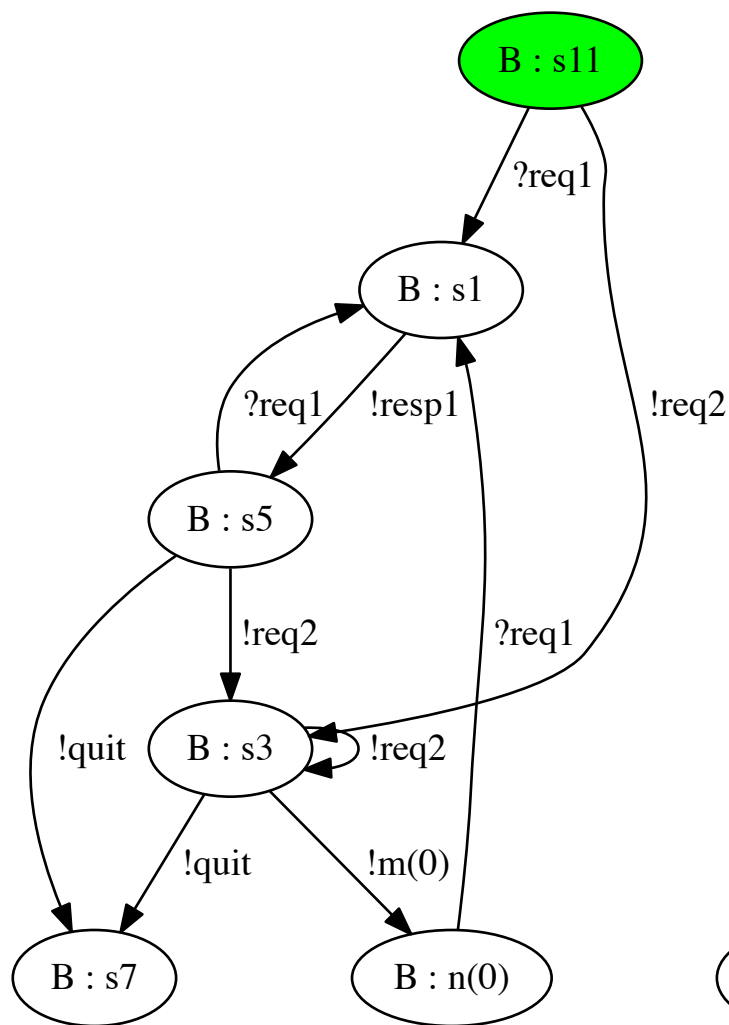 B : s11
?req1
B : s1
?req1
!resp1
!req2
B : s5
!req2
?req1
!quit
B : s3
!req2
!quit
!m(0)
B : s7
B : n(0)